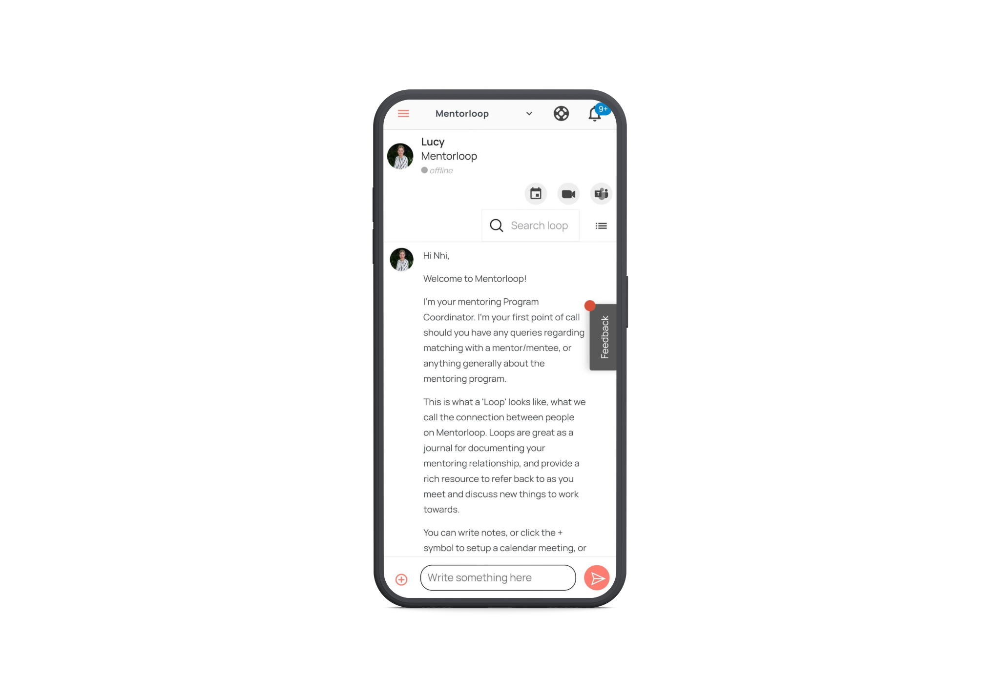 Mentorloop
9+
Lucy
Mentorloop
offline
T
Search loop
Hi Nhi,
Welcome to Mentorloop!
I'm your mentoring Program
Coordinator. I'm your first point of call
should you have any queries regarding
matching with a mentor/mentee, or
anything generally about the
mentoring program.
Feedback
This is what a 'Loop' looks like, what we
call the connection between people
on Mentorloop. Loops are great as a
journal for documenting your
mentoring relationship, and provide a
rich resource to refer back to as you
meet and discuss new things to work
towards.
You can write notes, or click the +
symbol to setup a calendar meeting, or
Write something here